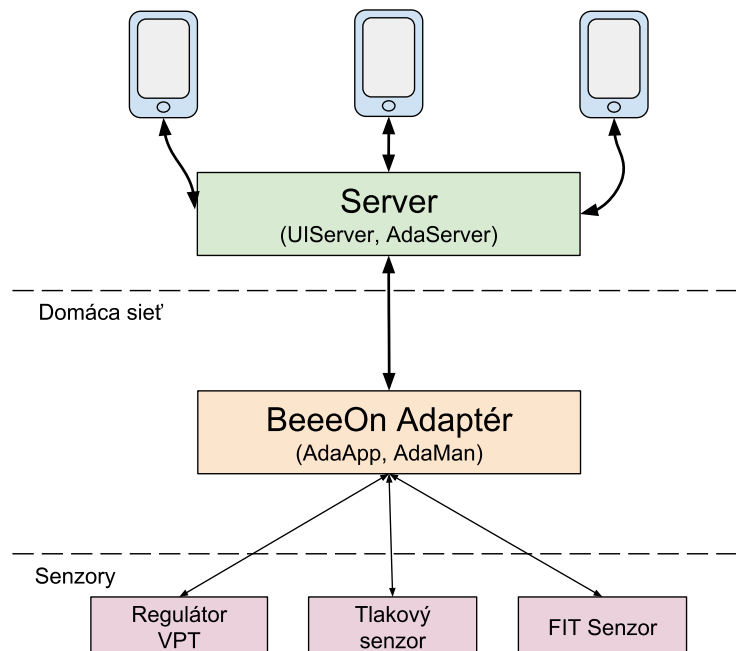 Server
(UIServer, AdaServer)
Domáca sieť
BeeeOn Adaptér
(AdaApp, AdaMan)
Senzory
Regulátor
VPT
Tlakový
senzor
FIT Senzor